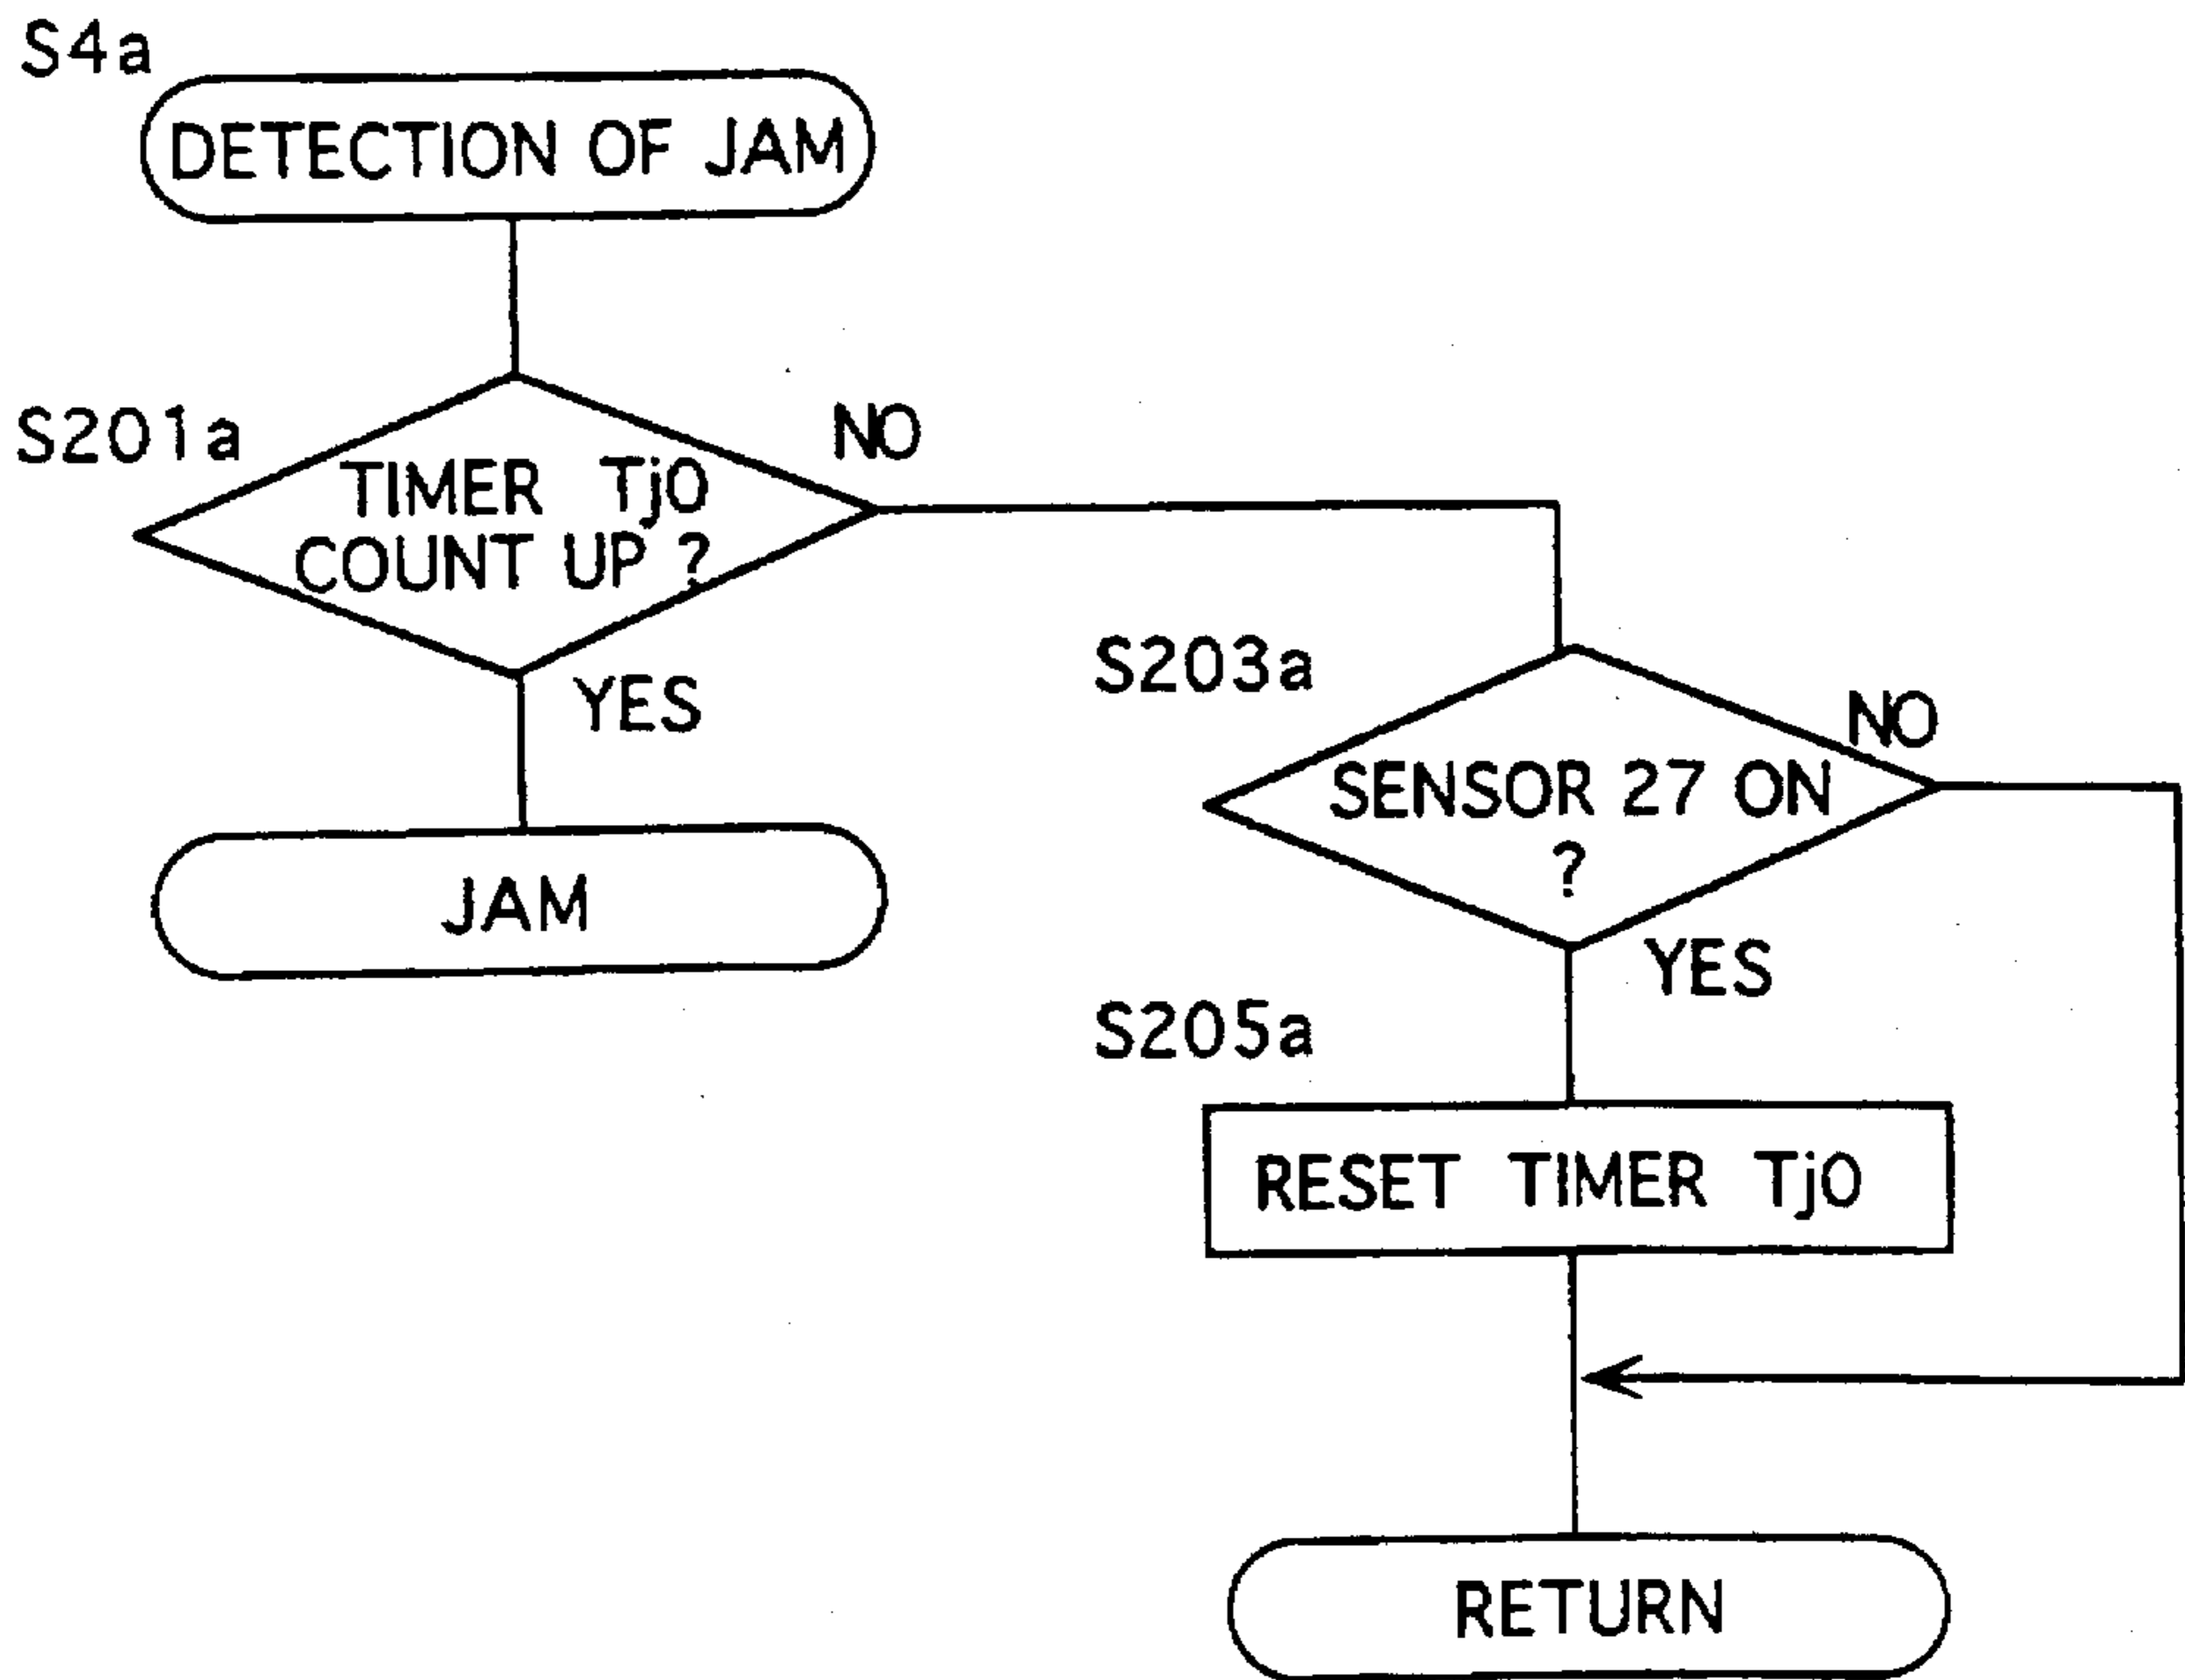 S4a
DETECTION OF JAM
S201a
TIMER Tj0
COUNT UP ?
NO
YES
JAM
S203a
SENSOR 27 ON
?
NO
YES
S205a
RESET TIMER Tj0
RETURN